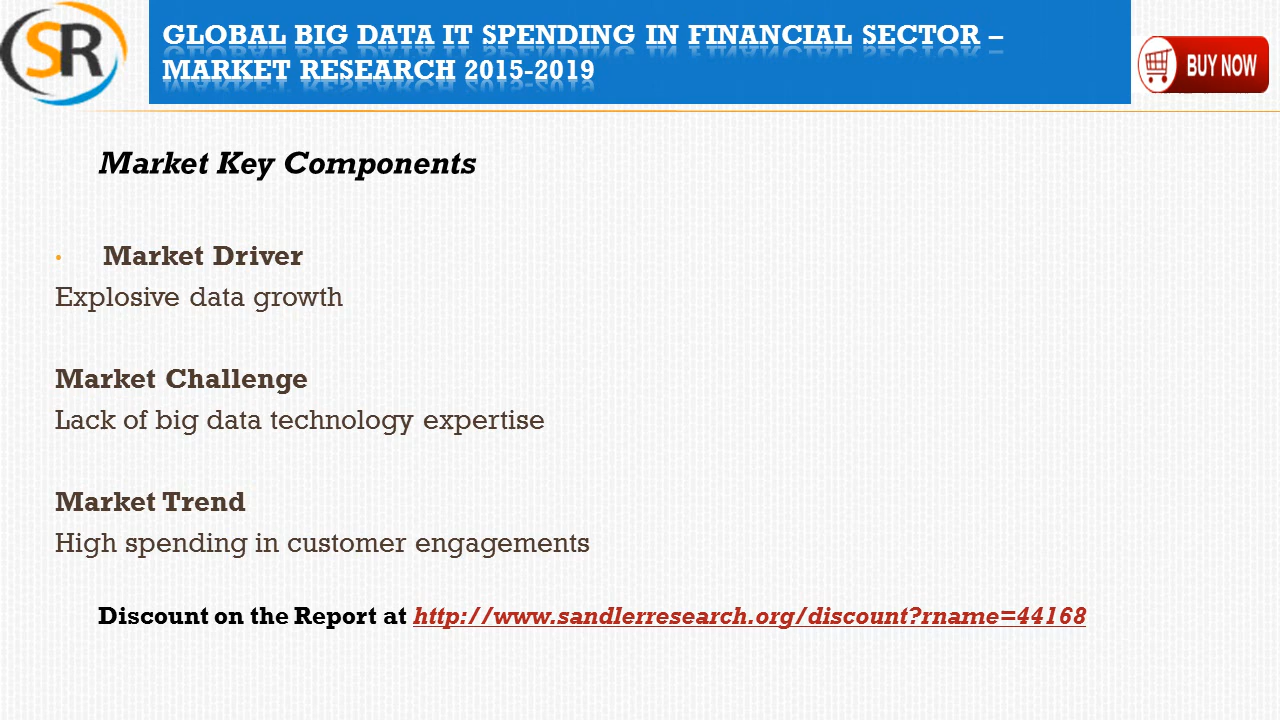 SR
GLOBAL BIG DATA IT SPENDING IN FINANCIAL SECTOR –
MARKET RESEARCH 2015-2019
BUY NOW
Market Key Components
• Market Driver
Explosive data growth
Market Challenge
Lack of big data technology expertise
Market Trend
High spending in customer engagements
Discount on the Report at http://www.sandlerresearch.org/discount?rname=44168